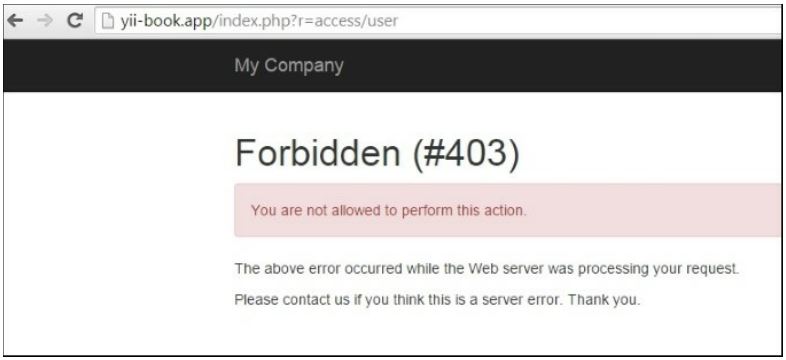 yii-book.app/index.php?r=access/user
My Company
Forbidden (#403)
You are not allowed to perform this action.
The above error occurred while the Web server was processing your request.
Please contact us if you think this is a server error. Thank you.